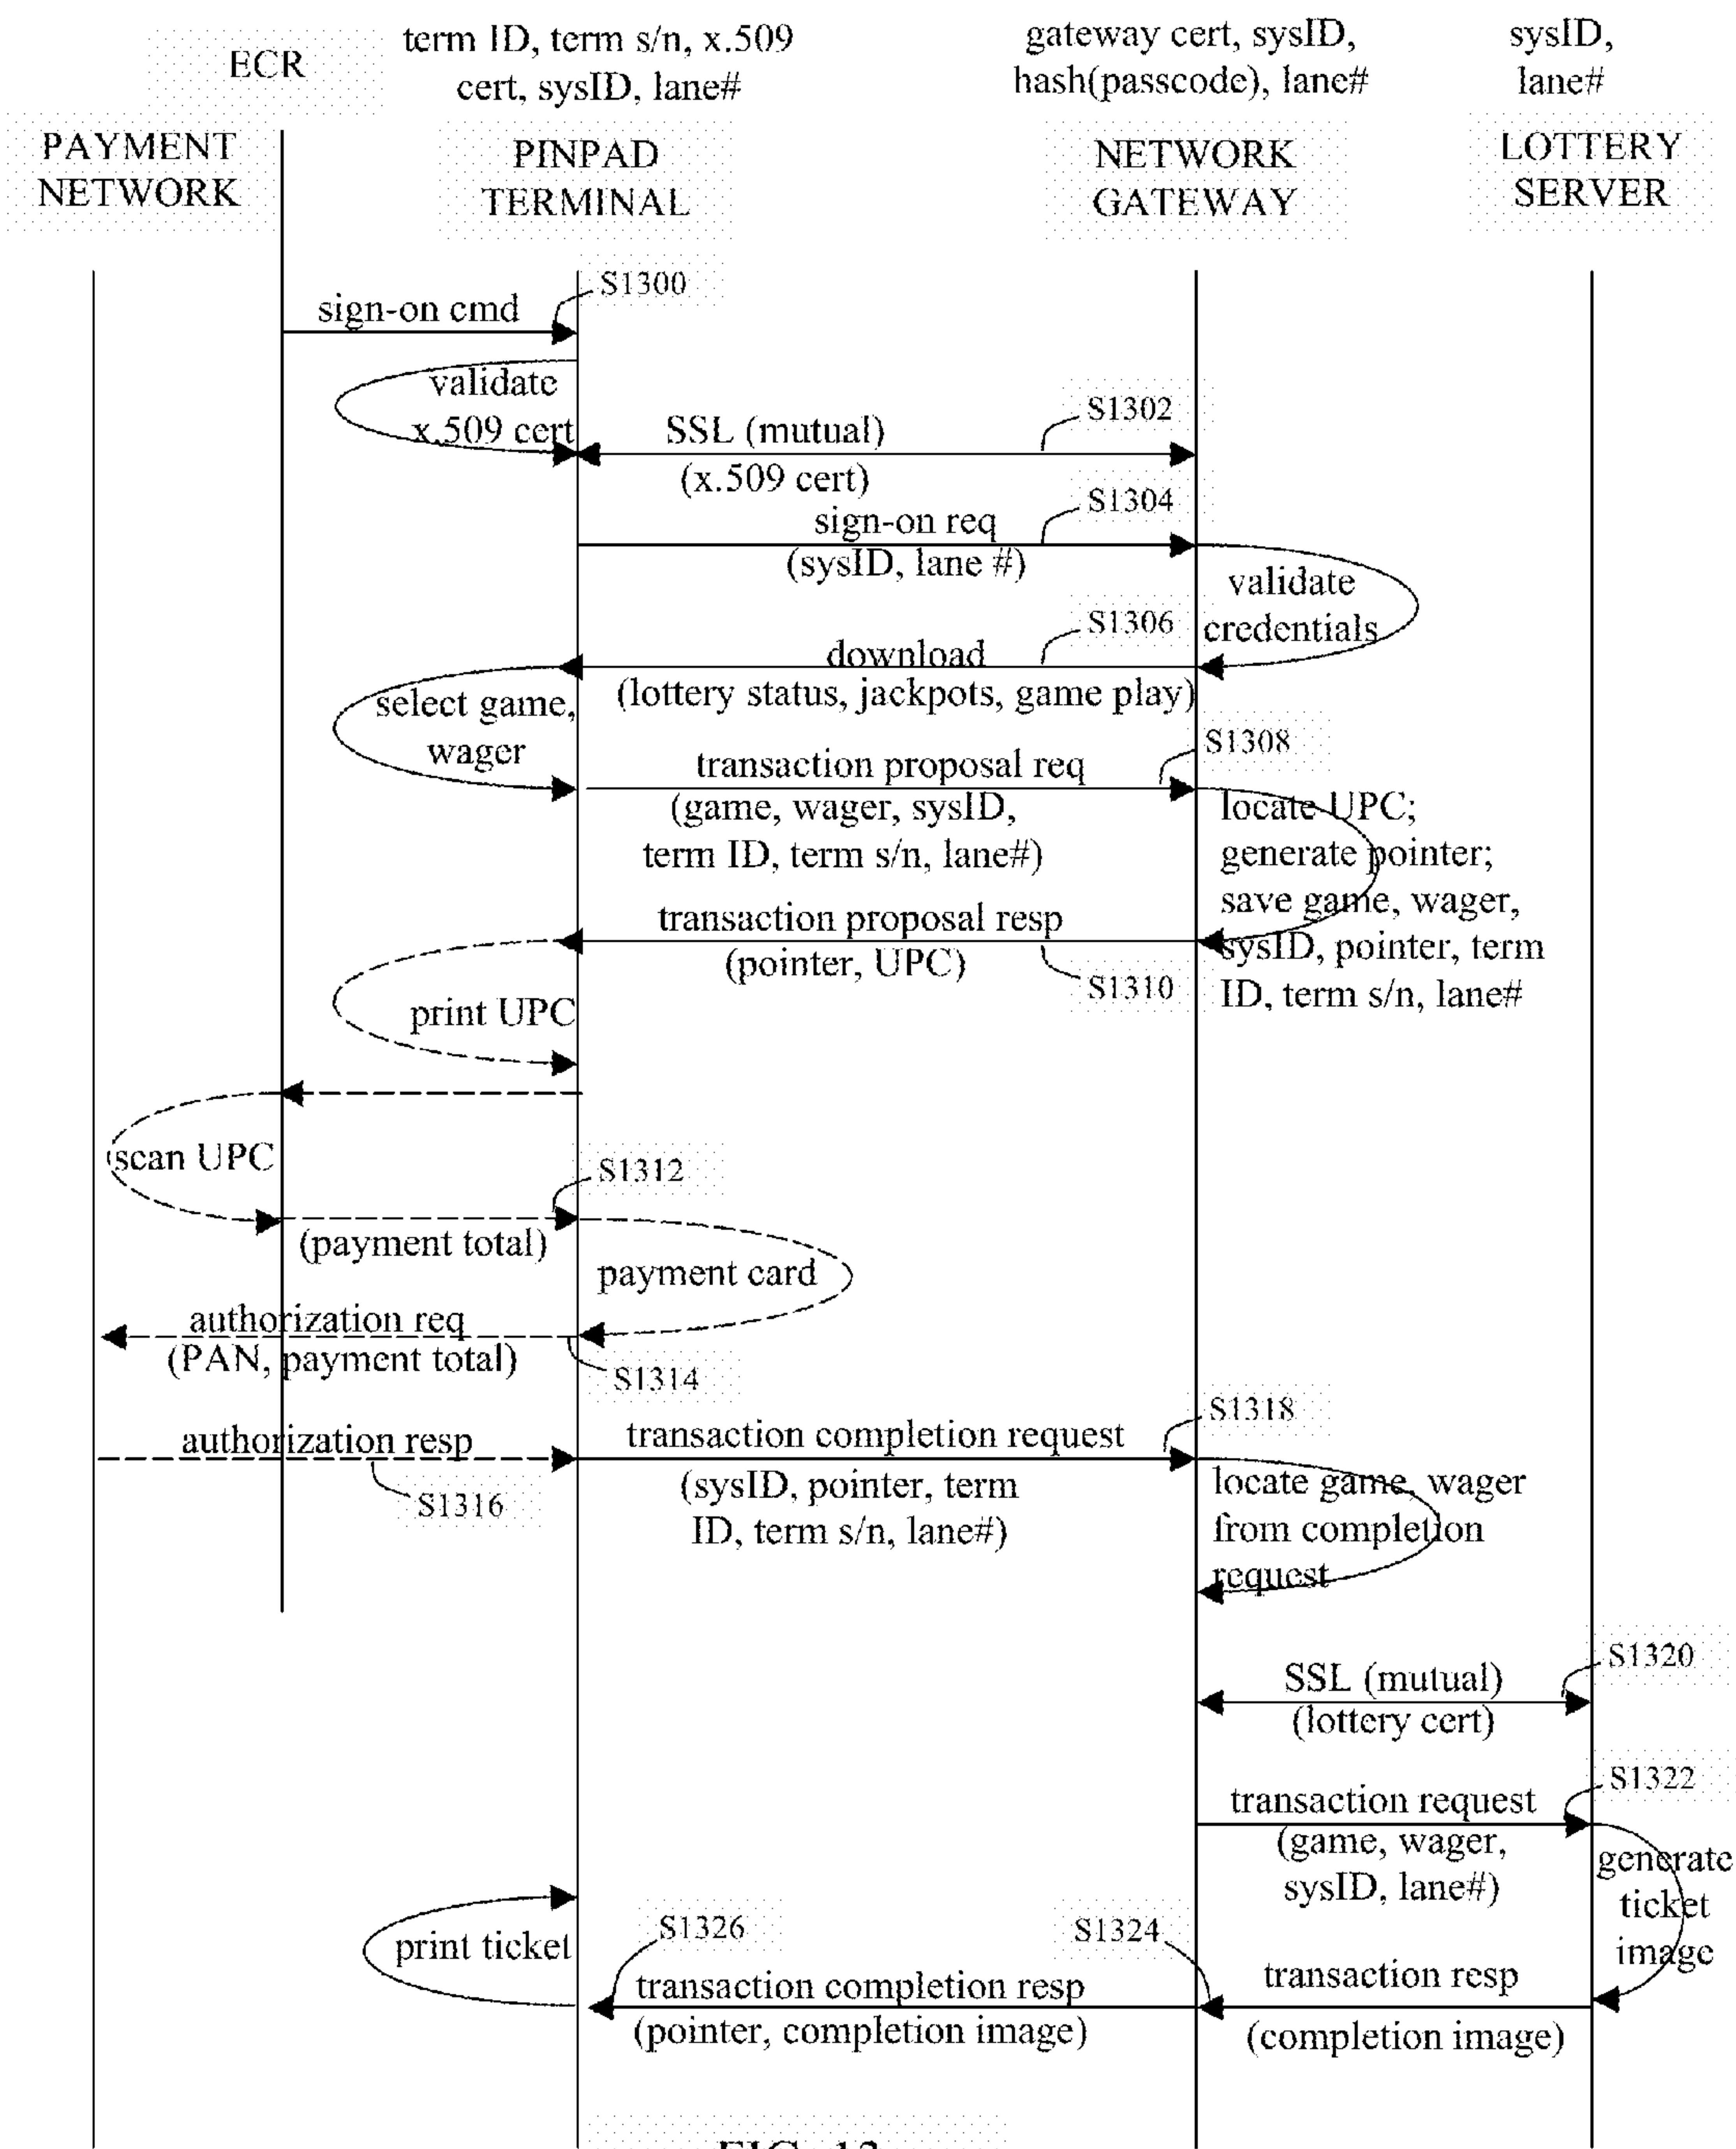 ECR
term ID, term s/n, x.509
cert, sysID, lane#
gateway cert, sysID,
hash(passcode), lane#
sysID,
lane#
PAYMENT
NETWORK
PINPAD
TERMINAL
NETWORK
GATEWAY
LOTTERY
SERVER
S1300
sign-on cmd
validate
x.509 cert
S1302
SSL (mutual)
(x.509 cert)
S1304
sign-on req
(sysID, lane #)
validate
credentials
S1306
download
(lottery status, jackpots, game play)
select game,
wager
S1308
transaction proposal req
(game, wager, sysID,
term ID, term s/n, lane#)
locate UPC;
generate pointer;
save game, wager,
sysID, pointer, term
ID, term s/n, lane#
transaction proposal resp
(pointer, UPC)
S1310
print UPC
scan UPC
S1312
(payment total)
payment card
authorization req
(PAN, payment total)
S1314
authorization resp
S1316
transaction completion request
(sysID, pointer, term
ID, term s/n, lane#)
S1318
locate game, wager
from completion
request
S1320
SSL (mutual)
(lottery cert)
S1322
transaction request
(game, wager,
sysID, lane#)
generate
ticket
image
S1326
S1324
print ticket
transaction completion resp
(pointer, completion image)
transaction resp
(completion image)
FIG. 13